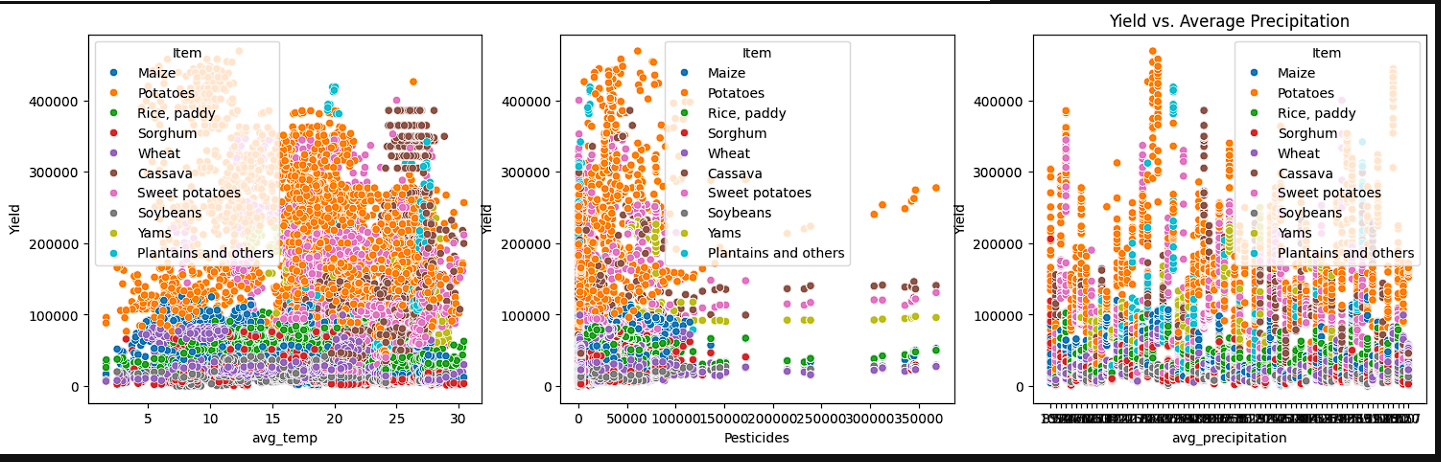 Yield vs. Average Precipitation
Item
Maize
Potatoes
Rice, paddy
Sorghum
Wheat
Cassava
Sweet potatoes
Soybeans
Yams
Plantains and others
400000
300000
200000
100000
0
Yield
5
10
15
20
25
30
avg_temp
Item
Maize
Potatoes
Rice, paddy
Sorghum
Wheat
Cassava
Sweet potatoes
Soybeans
Yams
Plantains and others
400000
300000
200000
100000
0
Yield
0
50000
100000
150000
200000
250000
300000
350000
Pesticides
Item
Maize
Potatoes
Rice, paddy
Sorghum
Wheat
Cassava
Sweet potatoes
Soybeans
Yams
Plantains and others
400000
300000
200000
100000
0
Yield
avg_precipitation